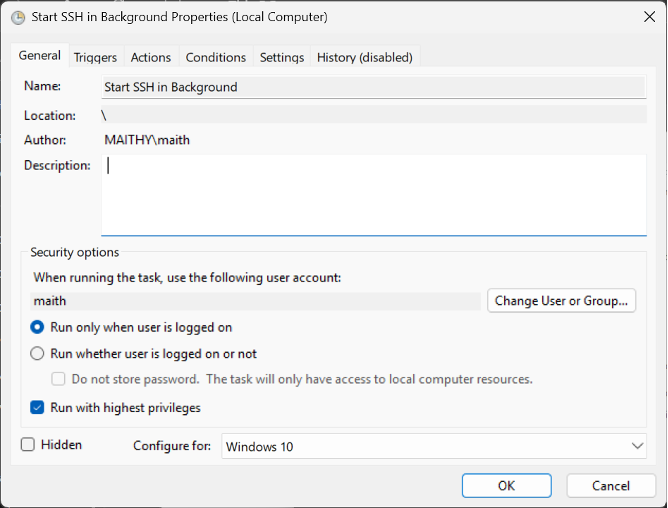 Start SSH in Background Properties (Local Computer)
General Triggers Actions Conditions Settings History (disabled)
Name: Start SSH in Background
Location: \
Author: MAITHY\maith
Description:
Security options
When running the task, use the following user account:
maith Change User or Group...
Run only when user is logged on
Run whether user is logged on or not
Do not store password. The task will only have access to local computer resources.
Run with highest privileges
Hidden Configure for: Windows 10
OK Cancel